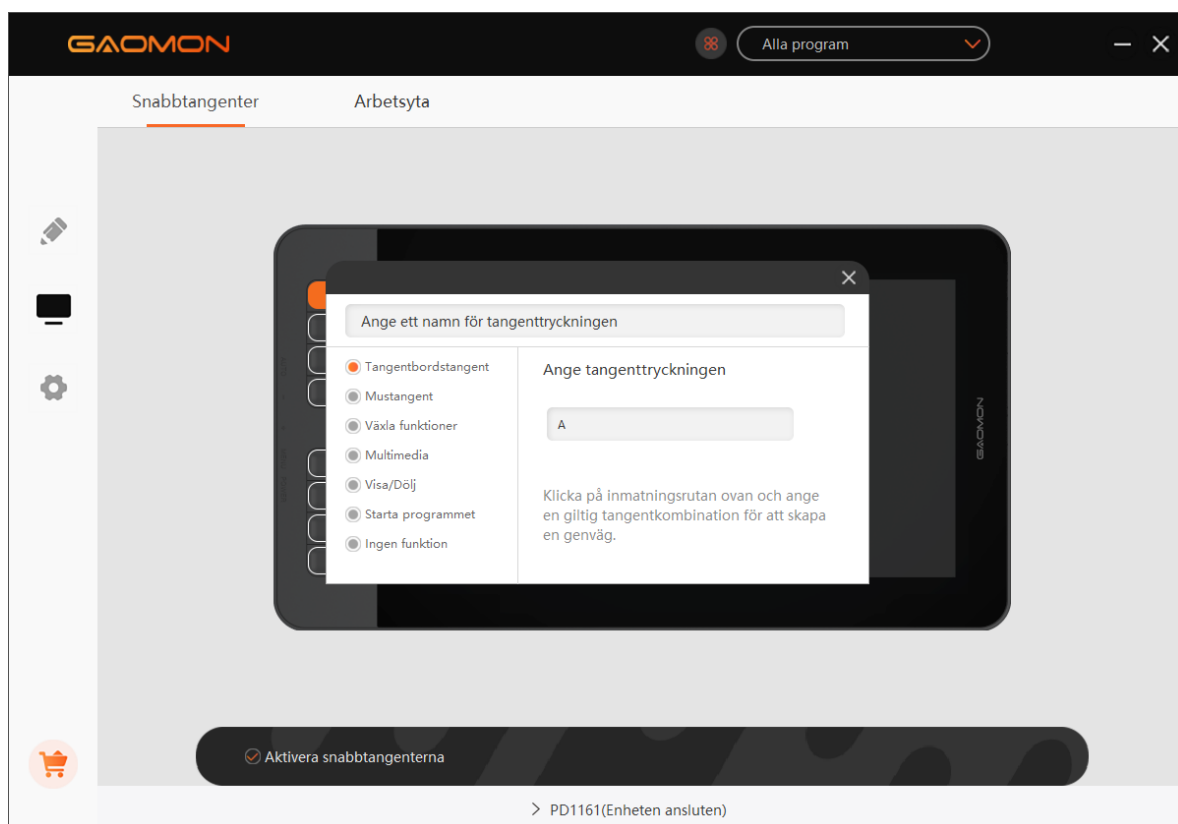 GAOMON
Alla program
Snabbtangenter
Arbetsyta
Ange ett namn för tangenttryckningen
Tangentbordstangent
Mustangent
Växla funktioner
Multimedia
Visa/Dölj
Starta programmet
Ingen funktion
Ange tangenttryckningen
A
Klicka på inmatningsrutan ovan och ange
en giltig tangentkombination för att skapa
en genväg.
GAOMON
Aktivera snabbtangenterna
PD1161(Enheten ansluten)